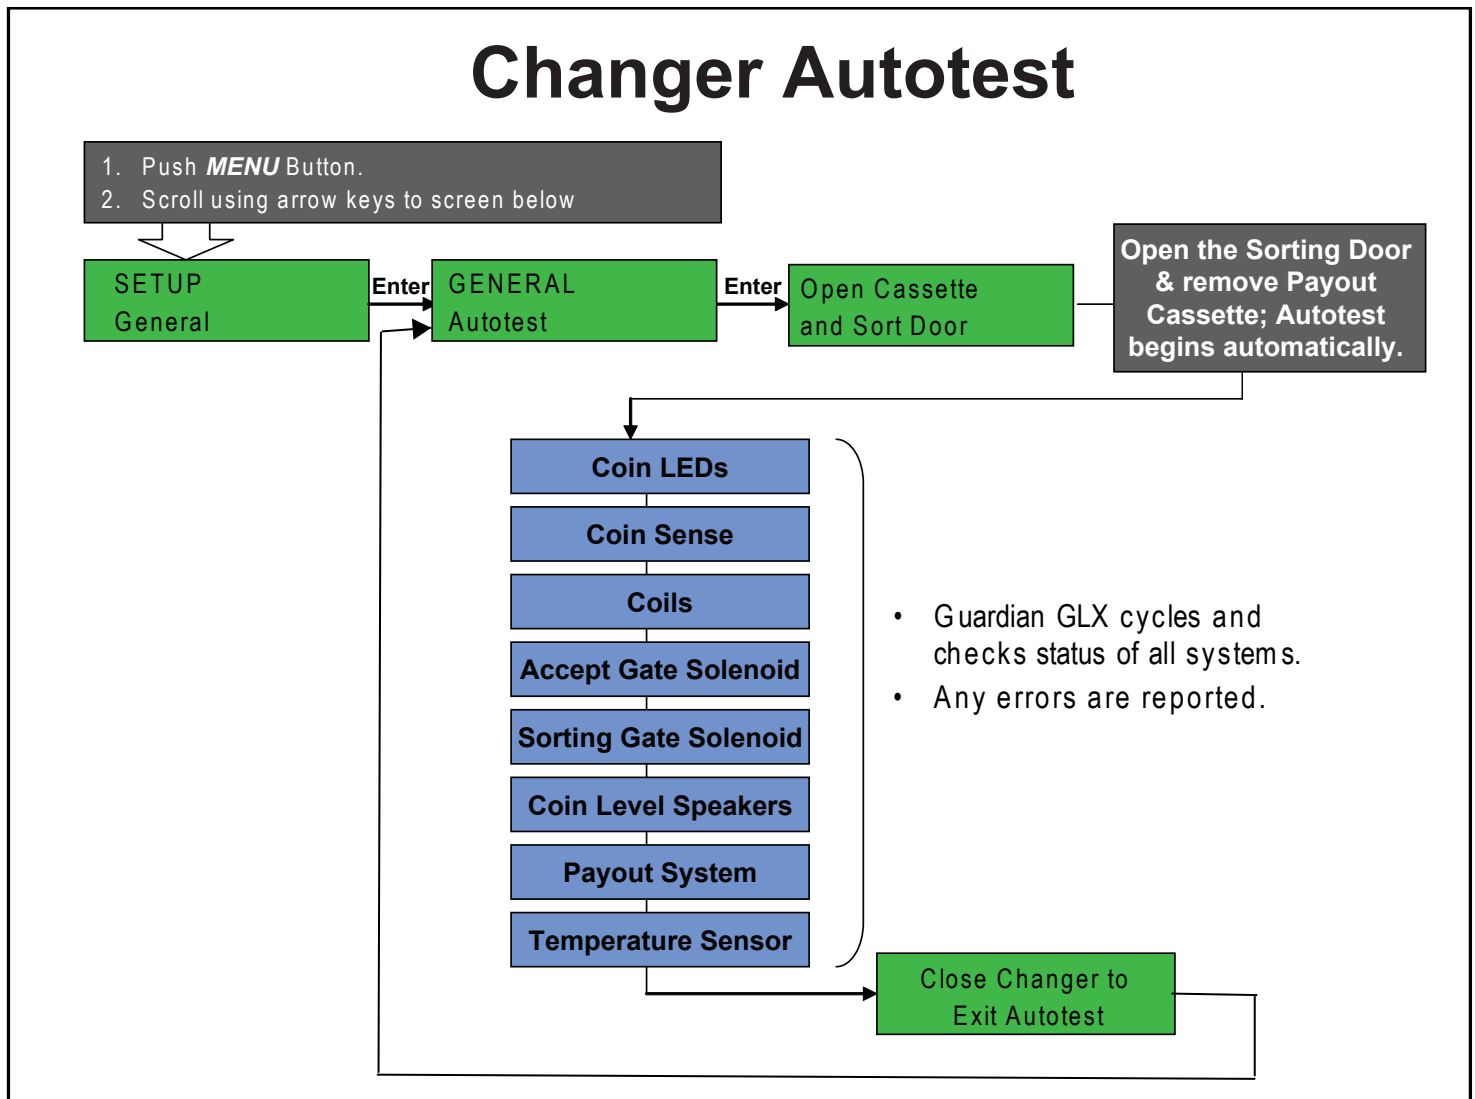 Changer Autotest
1. Push MENU Button.
2. Scroll using arrow keys to screen below
SETUP
General
Enter
GENERAL
Autotest
Enter
Open Cassette
and Sort Door
Open the Sorting Door
& remove Payout
Cassette; Autotest
begins automatically.
Coin LEDs
Coin Sense
Coils
Accept Gate Solenoid
Sorting Gate Solenoid
Coin Level Speakers
Payout System
Temperature Sensor
• Guardian GLX cycles and
checks status of all systems.
• Any errors are reported.
Close Changer to
Exit Autotest